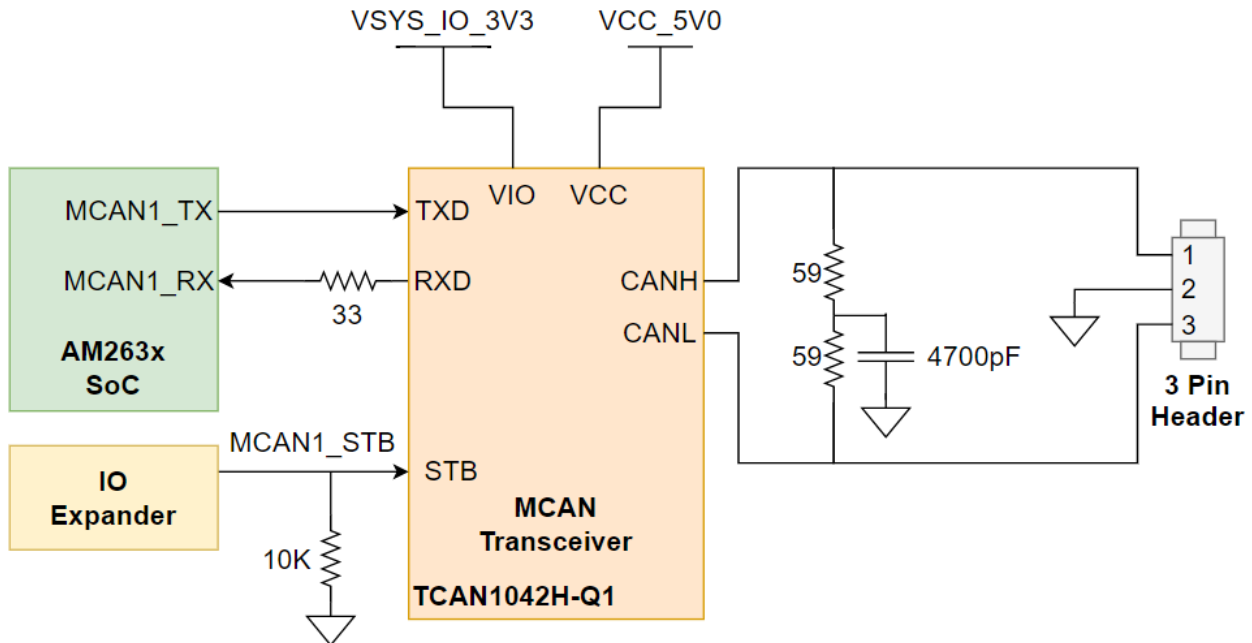 VSYS_IO_3V3
VCC_5V0
MCAN1_TX
MCAN1_RX
AM263x
SoC
33
TXD
RXD
VIO
VCC
CANH
CANL
STB
MCAN
Transceiver
TCAN1042H-Q1
MCAN1_STB
IO
Expander
10K
59
59
4700pF
1
2
3
3 Pin
Header